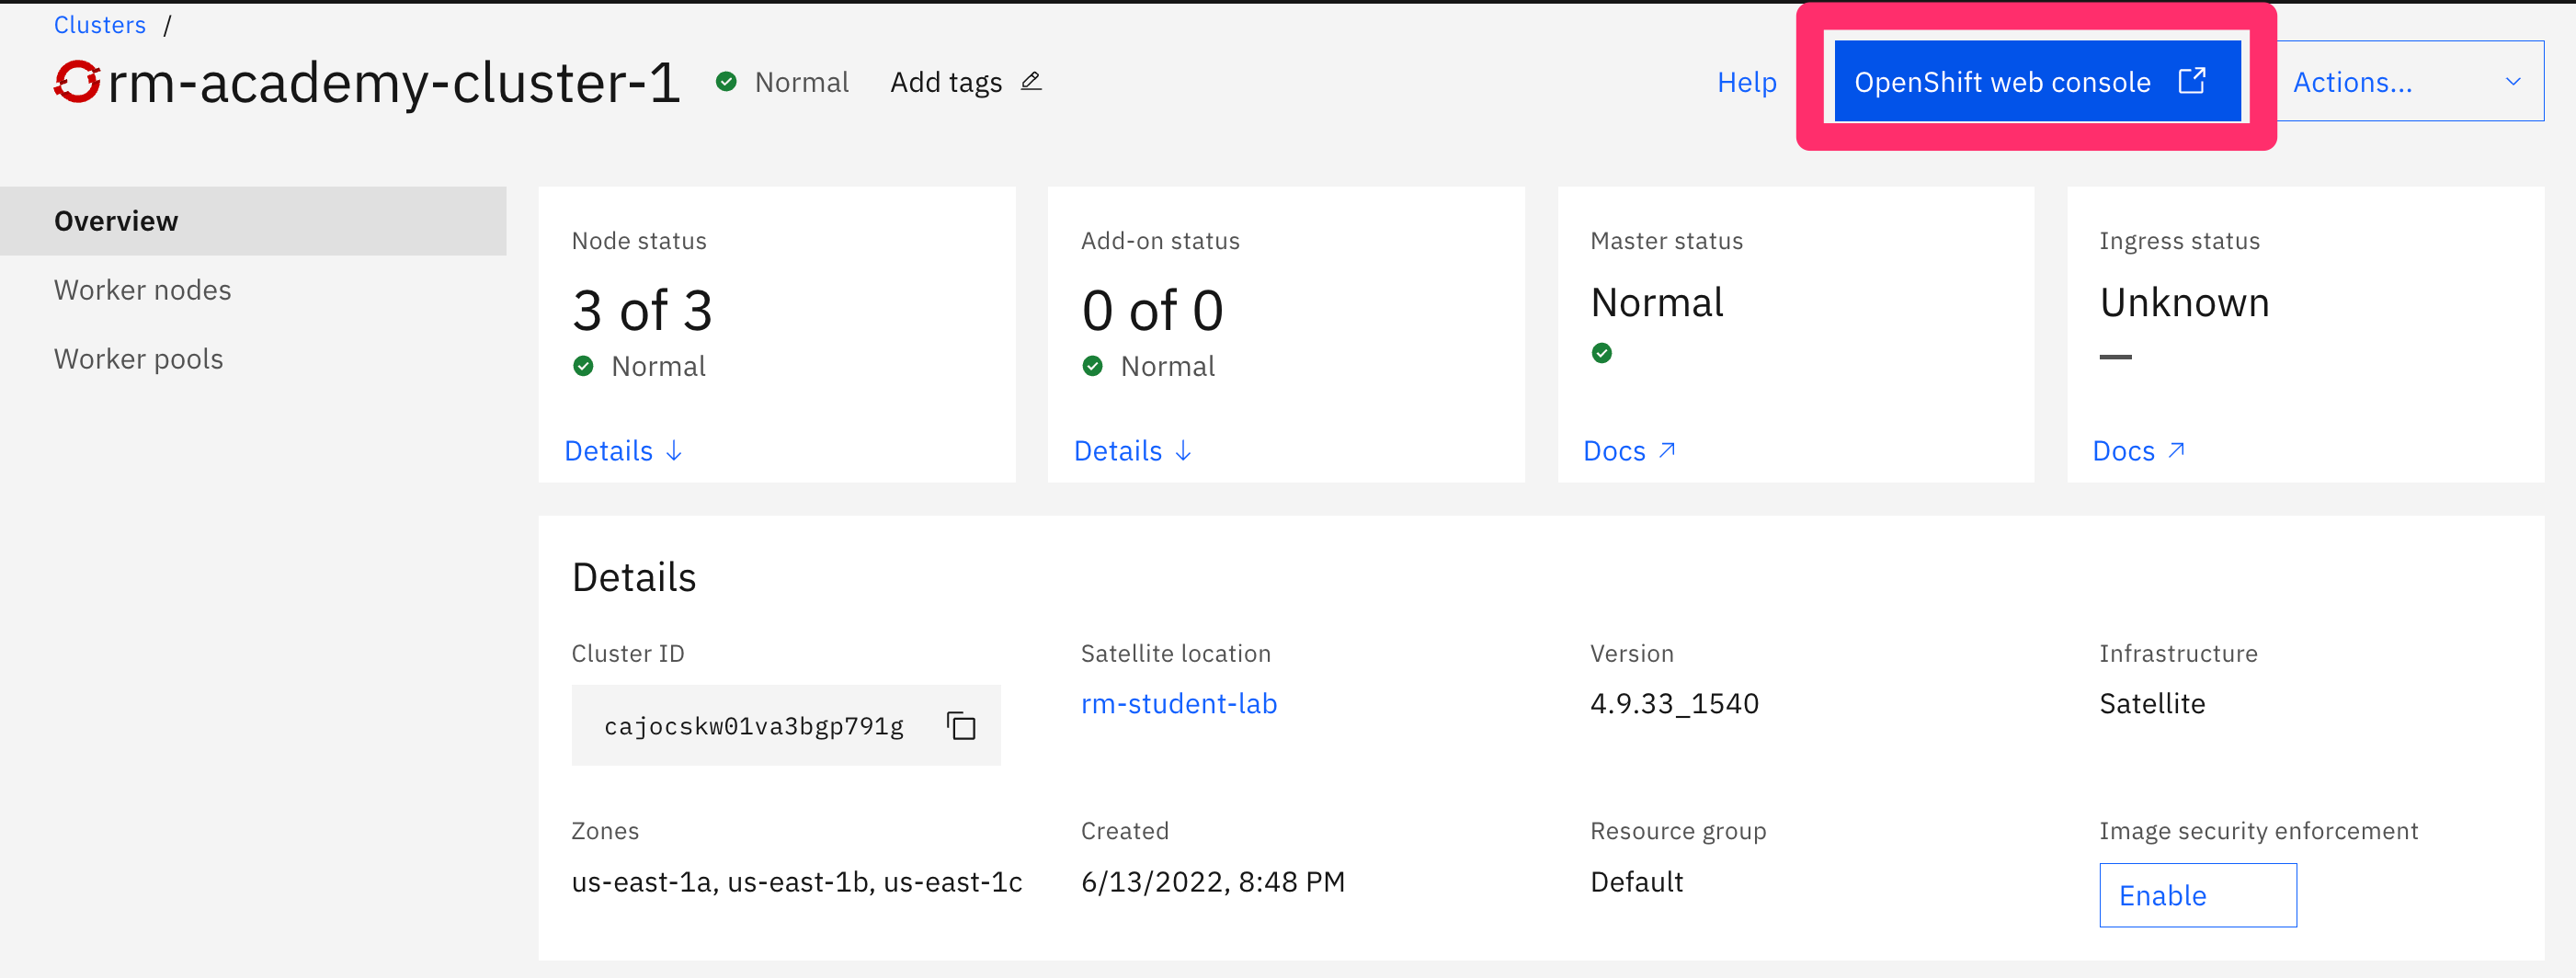 Clusters /
rm-academy-cluster-1 Normal Add tags Help OpenShift web console Actions...
Overview
Worker nodes
Worker pools
Node status
3 of 3
Normal
Details
Add-on status
0 of 0
Normal
Details
Master status
Normal
Docs
Ingress status
Unknown
—
Docs
Details
Cluster ID
cajocskw01va3bgp791g
Satellite location
rm-student-lab
Version
4.9.33_1540
Infrastructure
Satellite
Zones
us-east-1a, us-east-1b, us-east-1c
Created
6/13/2022, 8:48 PM
Resource group
Default
Image security enforcement
Enable